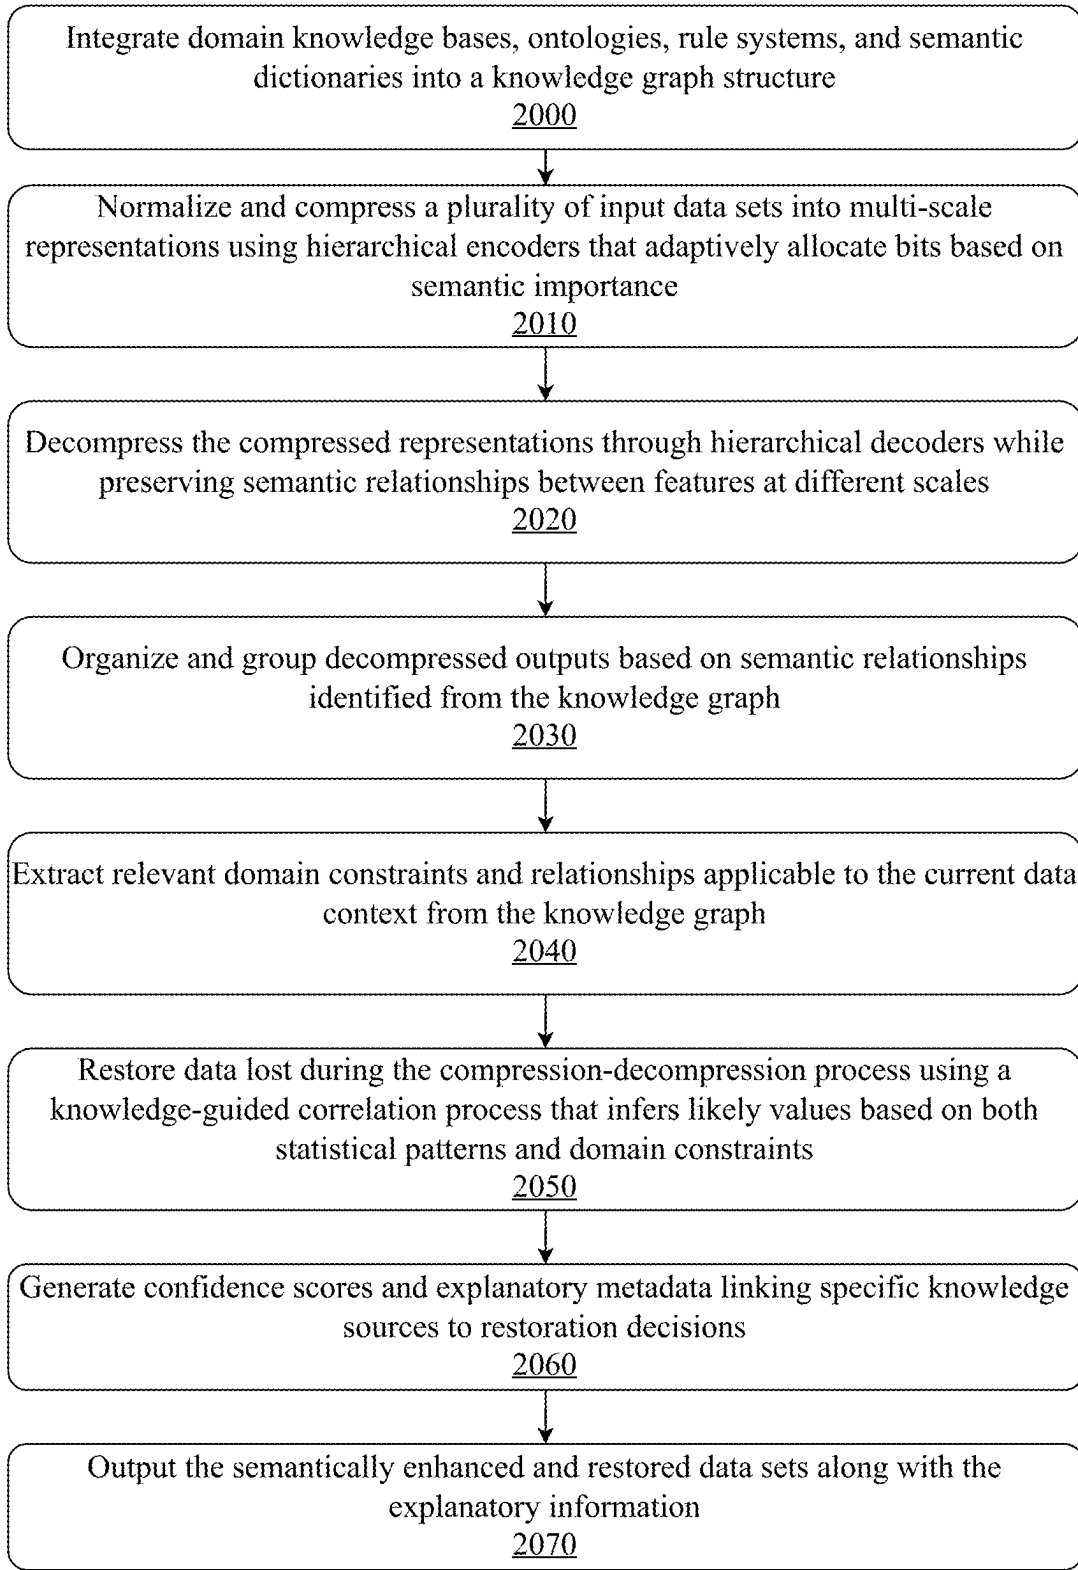 Integrate domain knowledge bases, ontologies, rule systems, and semantic
dictionaries into a knowledge graph structure
2000
Normalize and compress a plurality of input data sets into multi-scale
representations using hierarchical encoders that adaptively allocate bits based on
semantic importance
2010
Decompress the compressed representations through hierarchical decoders while
preserving semantic relationships between features at different scales
2020
Organize and group decompressed outputs based on semantic relationships
identified from the knowledge graph
2030
Extract relevant domain constraints and relationships applicable to the current data
context from the knowledge graph
2040
Restore data lost during the compression-decompression process using a
knowledge-guided correlation process that infers likely values based on both
statistical patterns and domain constraints
2050
Generate confidence scores and explanatory metadata linking specific knowledge
sources to restoration decisions
2060
Output the semantically enhanced and restored data sets along with the
explanatory information
2070